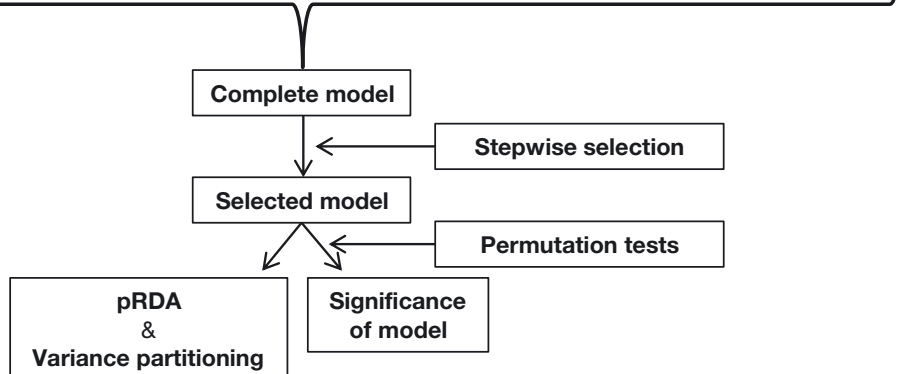 Complete model
Stepwise selection
Selected model
Permutation tests
pRDA
&
Variance partitioning
Significance
of model